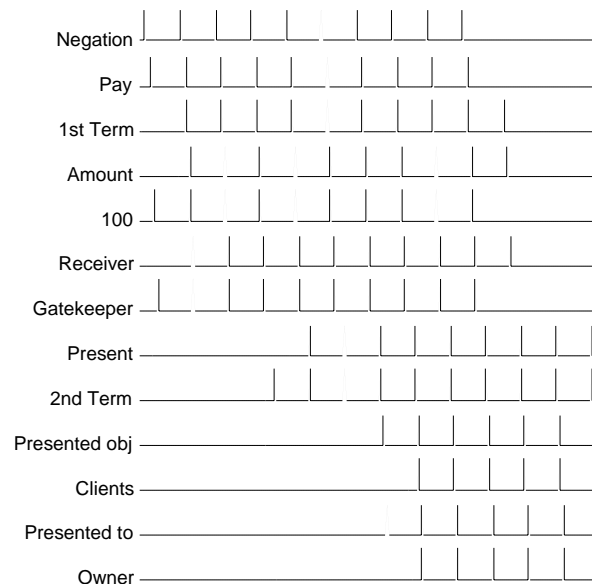 Negation
Pay
1st Term
Amount
100
Receiver
Gatekeeper
Present
2nd Term
Presented obj
Clients
Presented to
Owner